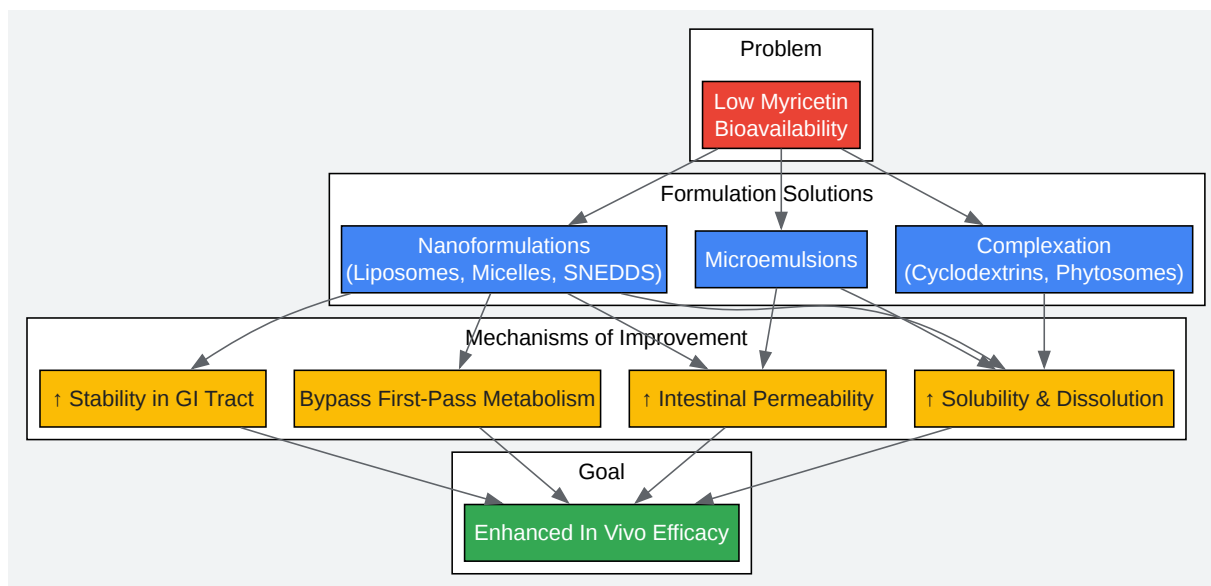 Problem
Low Myricetin
Bioavailability
Formulation Solutions
Nanoformulations
(Liposomes, Micelles, SNEDDS)
Microemulsions
Complexation
(Cyclodextrins, Phytosomes)
Mechanisms of Improvement
↑ Stability in GI Tract
Bypass First-Pass Metabolism
↑ Intestinal Permeability
↑ Solubility & Dissolution
Goal
Enhanced In Vivo Efficacy